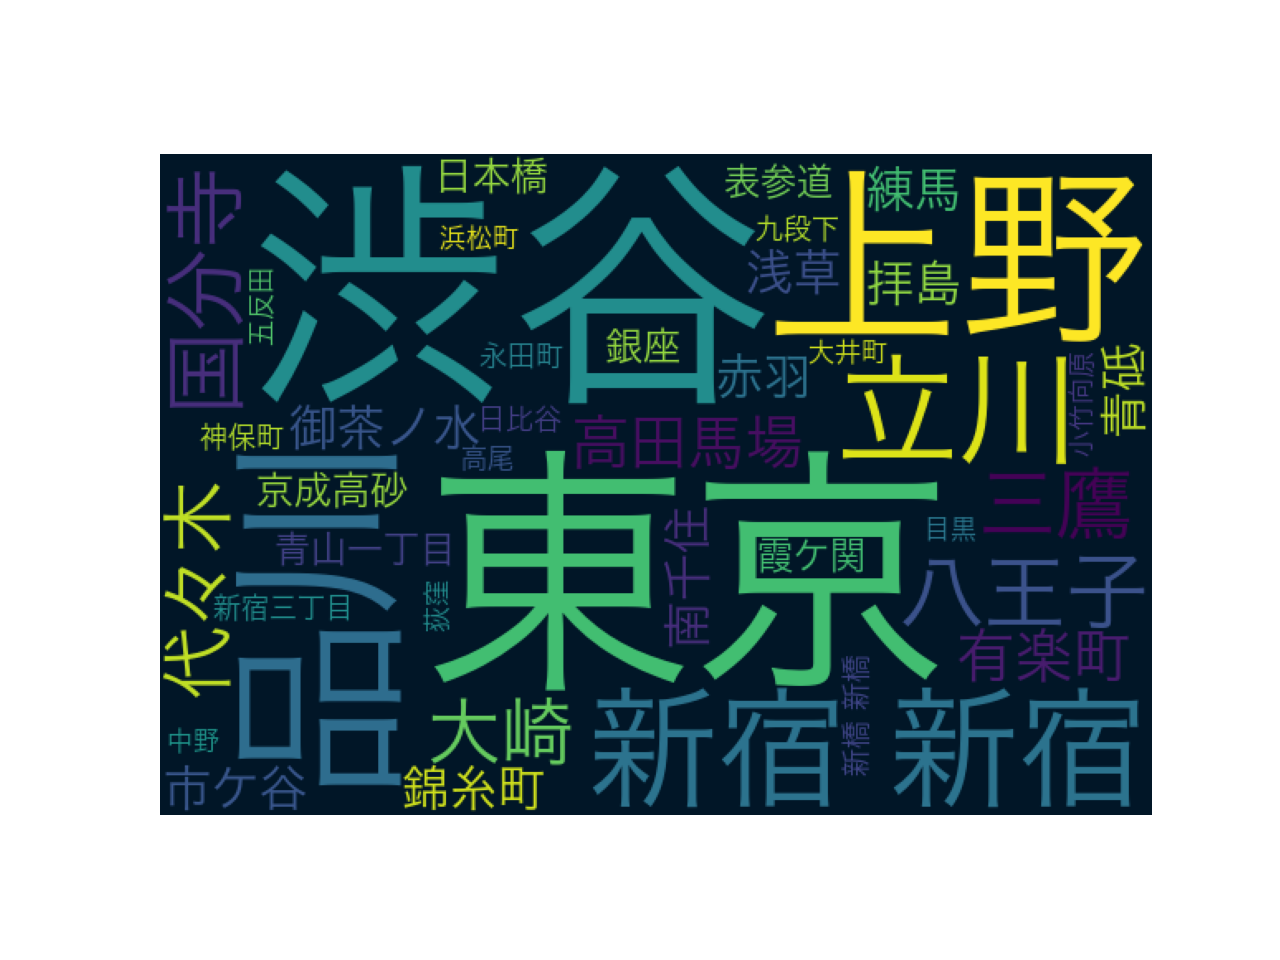 国分寺
渋谷
日本橋
浜松町
表参道
九段下
練馬
上野
浅草
拝島
五反田
銀座
永田町
赤羽
大井町
立川
小竹向原
青砥
神保町
御茶ノ水
日比谷
高尾
高田馬場
品川
京成高砂
東京
三鷹
代々木
青山一丁目
南千住
霞ケ関
目黒
新宿三丁目
荻窪
八王子
有楽町
大崎
新宿 新宿
新橋 新橋
中野
市ケ谷
錦糸町